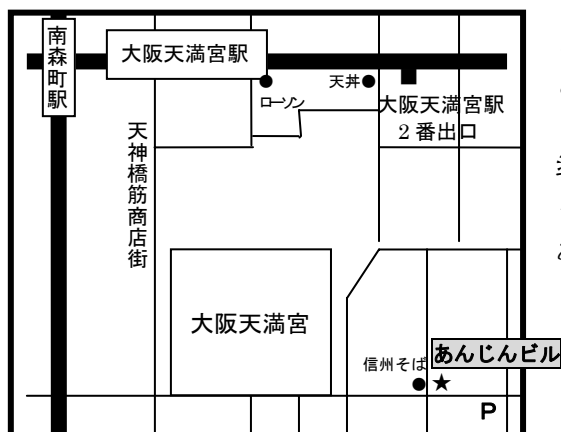 南森町駅
大阪天満宮駅
ローソン
天丼
大阪天満宮駅
2番出口
天神橋筋商店街
大阪天満宮
信州そば
あんじんビル
★
P